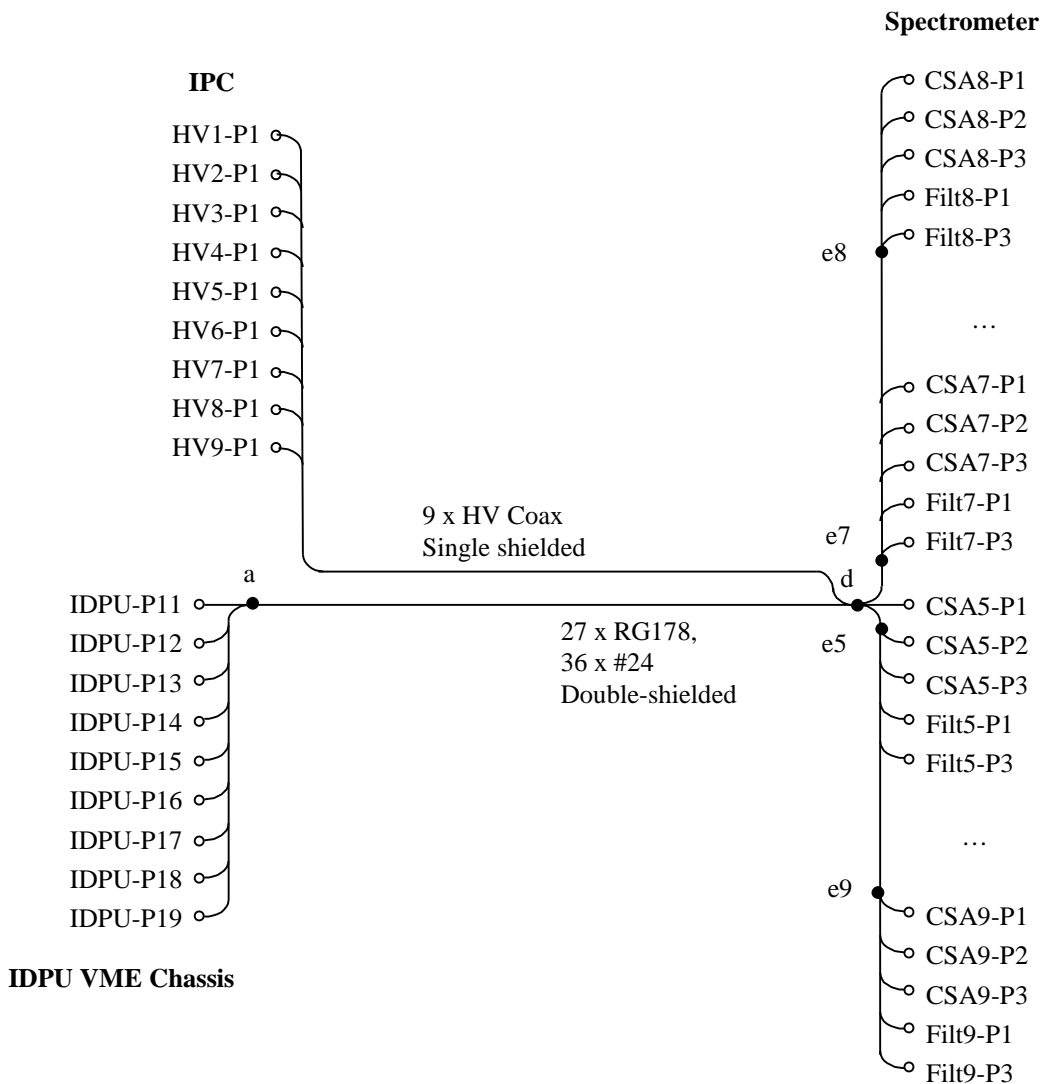 Spectrometer
IPC
HV1-P1
HV2-P1
HV3-P1
HV4-P1
HV5-P1
HV6-P1
HV7-P1
HV8-P1
HV9-P1
CSA8-P1
CSA8-P2
CSA8-P3
Filt8-P1
Filt8-P3
e8
…
CSA7-P1
CSA7-P2
CSA7-P3
Filt7-P1
Filt7-P3
e7
9 x HV Coax
Single shielded
a
d
IDPU-P11
IDPU-P12
IDPU-P13
IDPU-P14
IDPU-P15
IDPU-P16
IDPU-P17
IDPU-P18
IDPU-P19
IDPU VME Chassis
27 x RG178,
36 x #24
Double-shielded
e5
CSA5-P1
CSA5-P2
CSA5-P3
Filt5-P1
Filt5-P3
…
e9
CSA9-P1
CSA9-P2
CSA9-P3
Filt9-P1
Filt9-P3